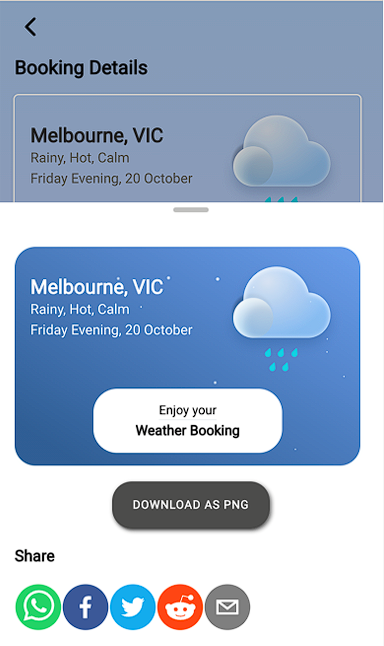 Booking Details
Melbourne, VIC
Rainy, Hot, Calm
Friday Evening, 20 October
Melbourne, VIC
Rainy, Hot, Calm
Friday Evening, 20 October
Enjoy your
Weather Booking
DOWNLOAD AS PNG
Share